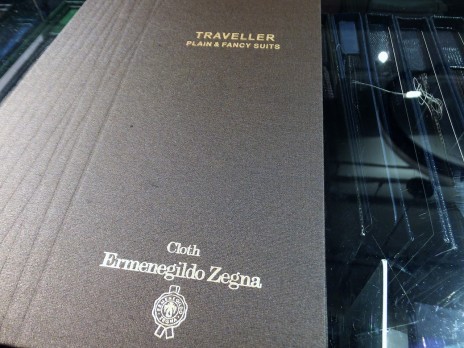 TRAVELLER
PLAIN & FANCY SUITS
Cloth
Ermenegildo Zegna